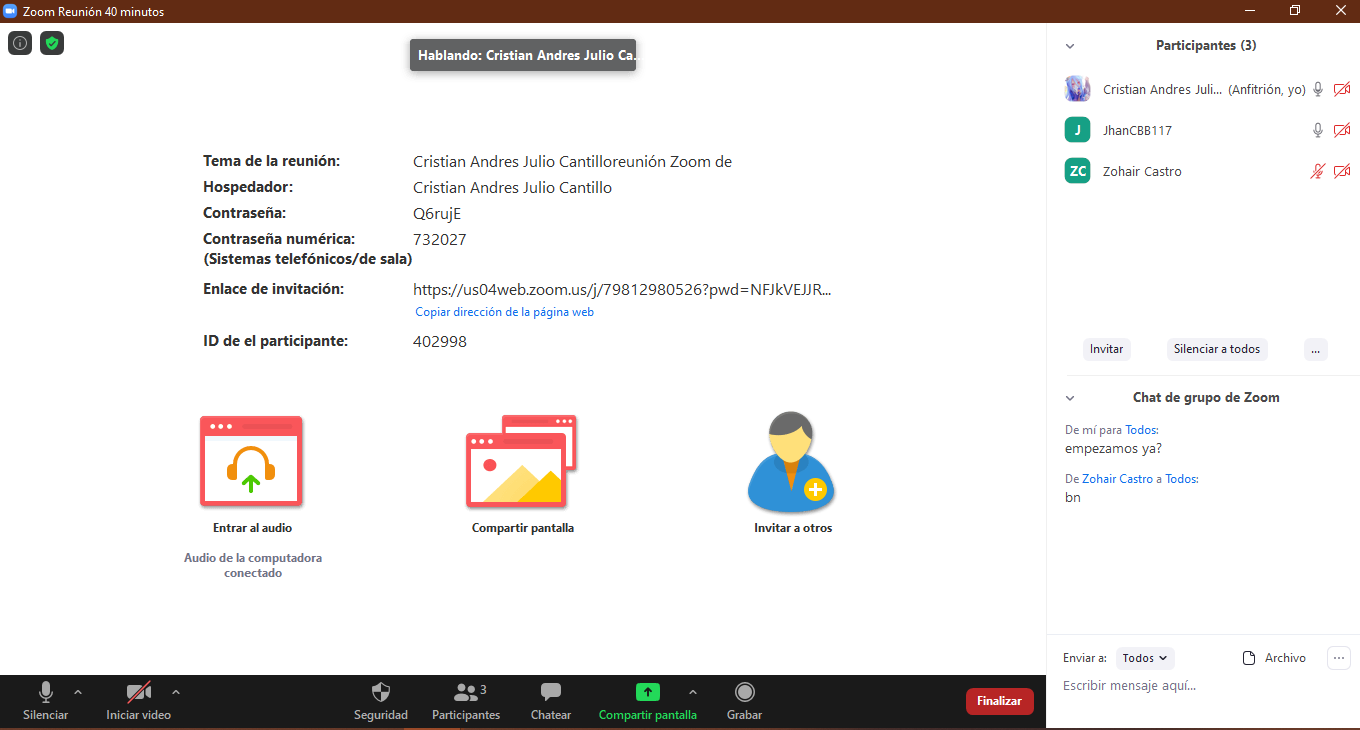 Zoom Reunión 40 minutos
Hablando: Cristian Andres Julio Ca...
Tema de la reunión: Cristian Andres Julio Cantilloreunión Zoom de
Hospedador: Cristian Andres Julio Cantillo
Contraseña: Q6rujE
Contraseña numérica: 732027
(Sistemas telefónicos/de sala)
Enlace de invitación: https://us04web.zoom.us/j/79812980526?pwd=NFJkVEJJR...
Copiar dirección de la página web
ID de el participante: 402998
Entrar al audio
Audio de la computadora
conectado
Compartir pantalla
Invitar a otros
Participantes (3)
Cristian Andres Juli... (Anfitrión, yo)
J JhanCBB117
ZC Zohair Castro
Invitar Silenciar a todos ...
Chat de grupo de Zoom
De mí para Todos:
empezamos ya?
De Zohair Castro a Todos:
bn
Enviar a: Todos Archivo ...
Escribir mensaje aquí...
Silenciar Iniciar video Seguridad Participantes 3 Chatear Compartir pantalla Grabar Finalizar